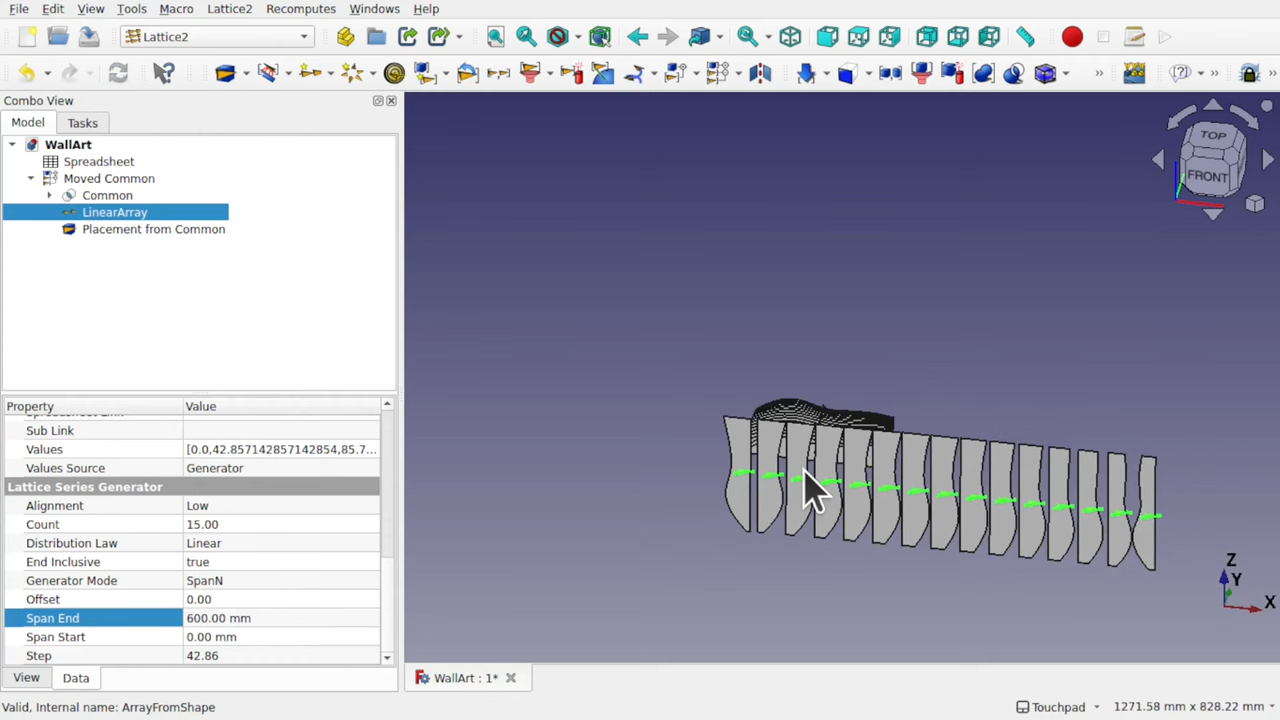 File Edit View Tools Macro Lattice2 Recomputes Windows Help
Lattice2
Combo View
Model Tasks
WallArt
Spreadsheet
Moved Common
Common
LinearArray
Placement from Common
TOP
FRONT
Property Value
Sub Link
Values [0.0,42.857142857142854,85.7...
Values Source Generator
Lattice Series Generator
Alignment Low
Count 15.00
Distribution Law Linear
End Inclusive true
Generator Mode SpanN
Offset 0.00
Span End 600.00 mm
Span Start 0.00 mm
Step 42.86
Z
Y
X
View Data
WallArt : 1*
Valid, Internal name: ArrayFromShape
Touchpad 1271.58 mm x 828.22 mm